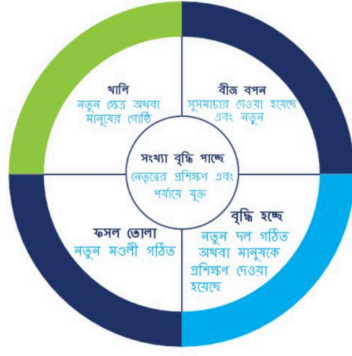 খালি
নতুন ক্ষেত্র অথবা
মানুষের গোষ্ঠি
বীজ বপন
সুসমাচার দেওয়া হয়েছে
এবং নতুন
সংখ্যা বৃদ্ধি পাচ্ছে
নেতৃত্বের প্রশিক্ষণ এবং
পর্যায়ে যুক্ত
ফসল তোলা
নতুন মণ্ডলী গঠিত
বৃদ্ধি হচ্ছে
নতুন দল গঠিত
অথবা মানুষকে
প্রশিক্ষণ দেওয়া
হয়েছে